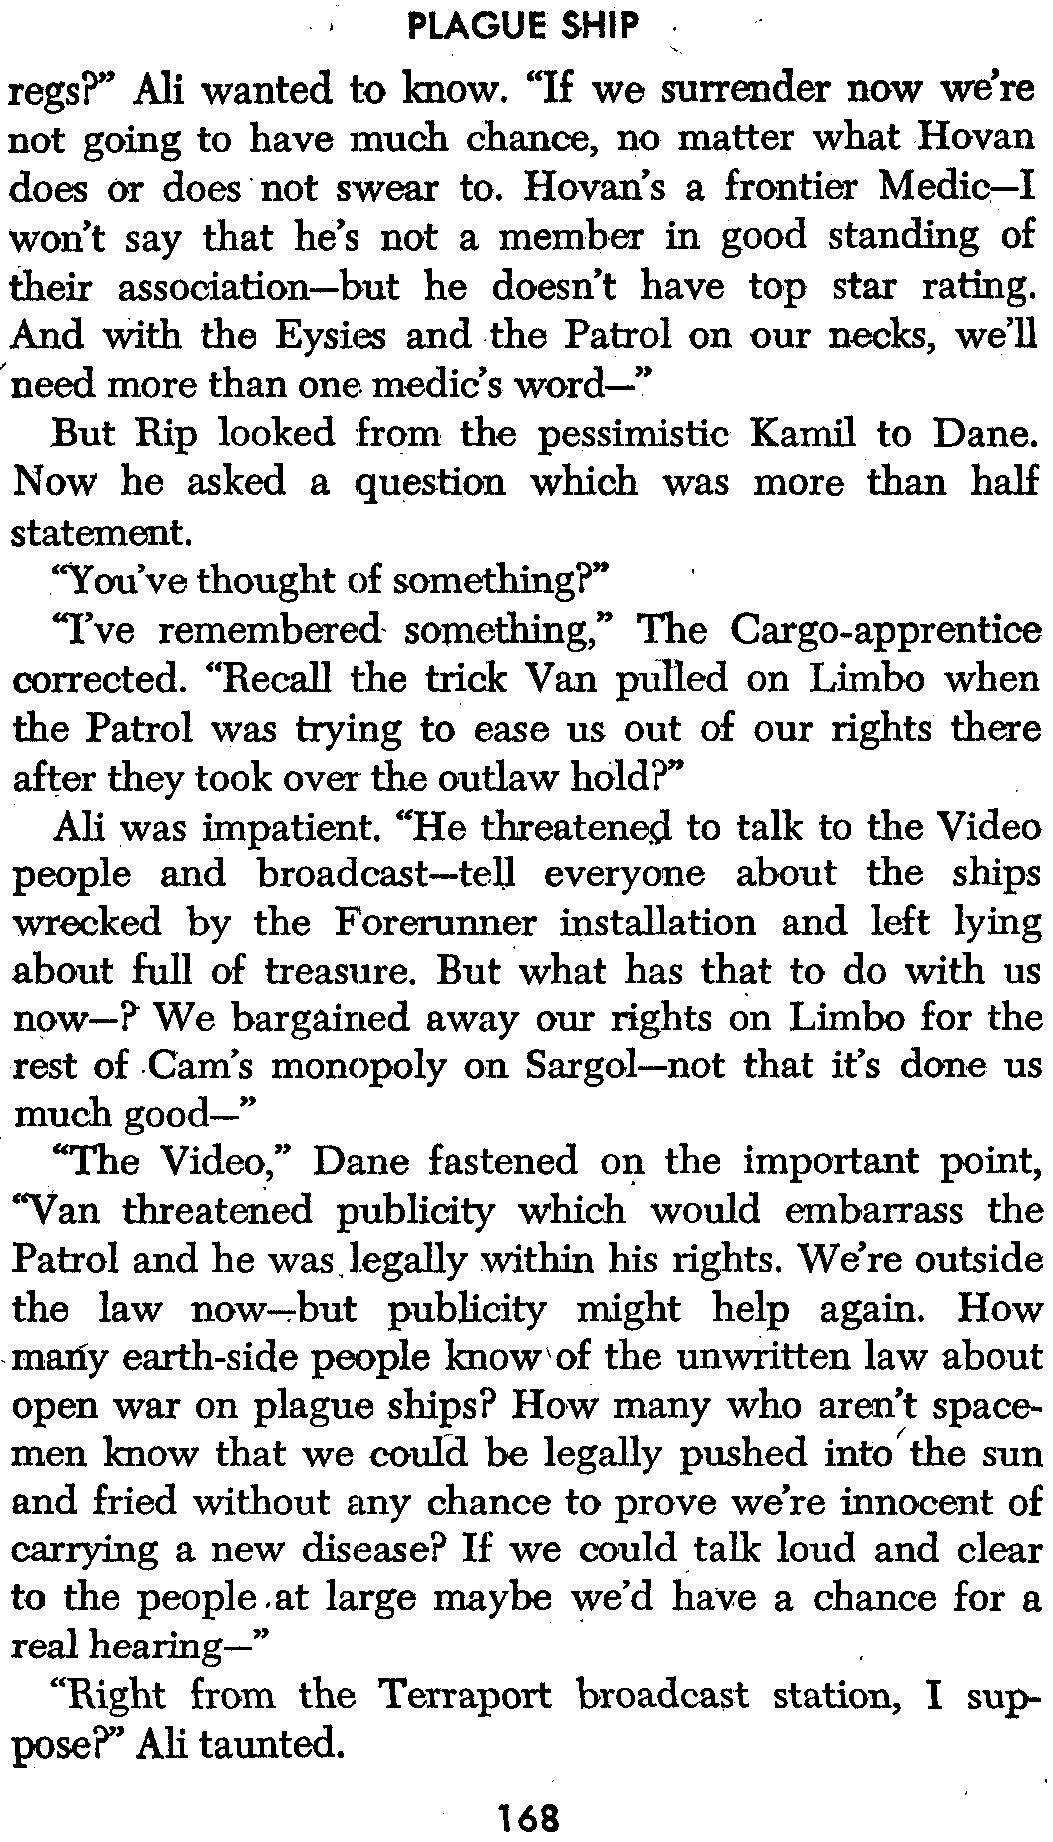 PLAGUE SHIP
regs?” Ali wanted to know. “If we surrender now we’re
not going to have much chance, no matter what Hovan
does or does not swear to. Hovan’s a frontier Medic—I
won’t say that he’s not a member in good standing of
their association—but he doesn’t have top star rating.
And with the Eysies and the Patrol on our necks, we’ll
need more than one medic’s word—”
But Rip looked from the pessimistic Kamil to Dane.
Now he asked a question which was more than half
statement.
“You’ve thought of something?”
“I’ve remembered something,” The Cargo-apprentice
corrected. “Recall the trick Van pulled on Limbo when
the Patrol was trying to ease us out of our rights there
after they took over the outlaw hold?”
Ali was impatient. “He threatened to talk to the Video
people and broadcast—tell everyone about the ships
wrecked by the Forerunner installation and left lying
about full of treasure. But what has that to do with us
now—? We bargained away our rights on Limbo for the
rest of Cam’s monopoly on Sargol—not that it’s done us
much good—”
“The Video,” Dane fastened on the important point,
“Van threatened publicity which would embarrass the
Patrol and he was legally within his rights. We’re outside
the law now—but publicity might help again. How
many earth-side people know of the unwritten law about
open war on plague ships? How many who aren’t space-
men know that we could be legally pushed into the sun
and fried without any chance to prove we’re innocent of
carrying a new disease? If we could talk loud and clear
to the people at large maybe we’d have a chance for a
real hearing—”
“Right from the Terraport broadcast station, I sup-
pose?” Ali taunted.
168